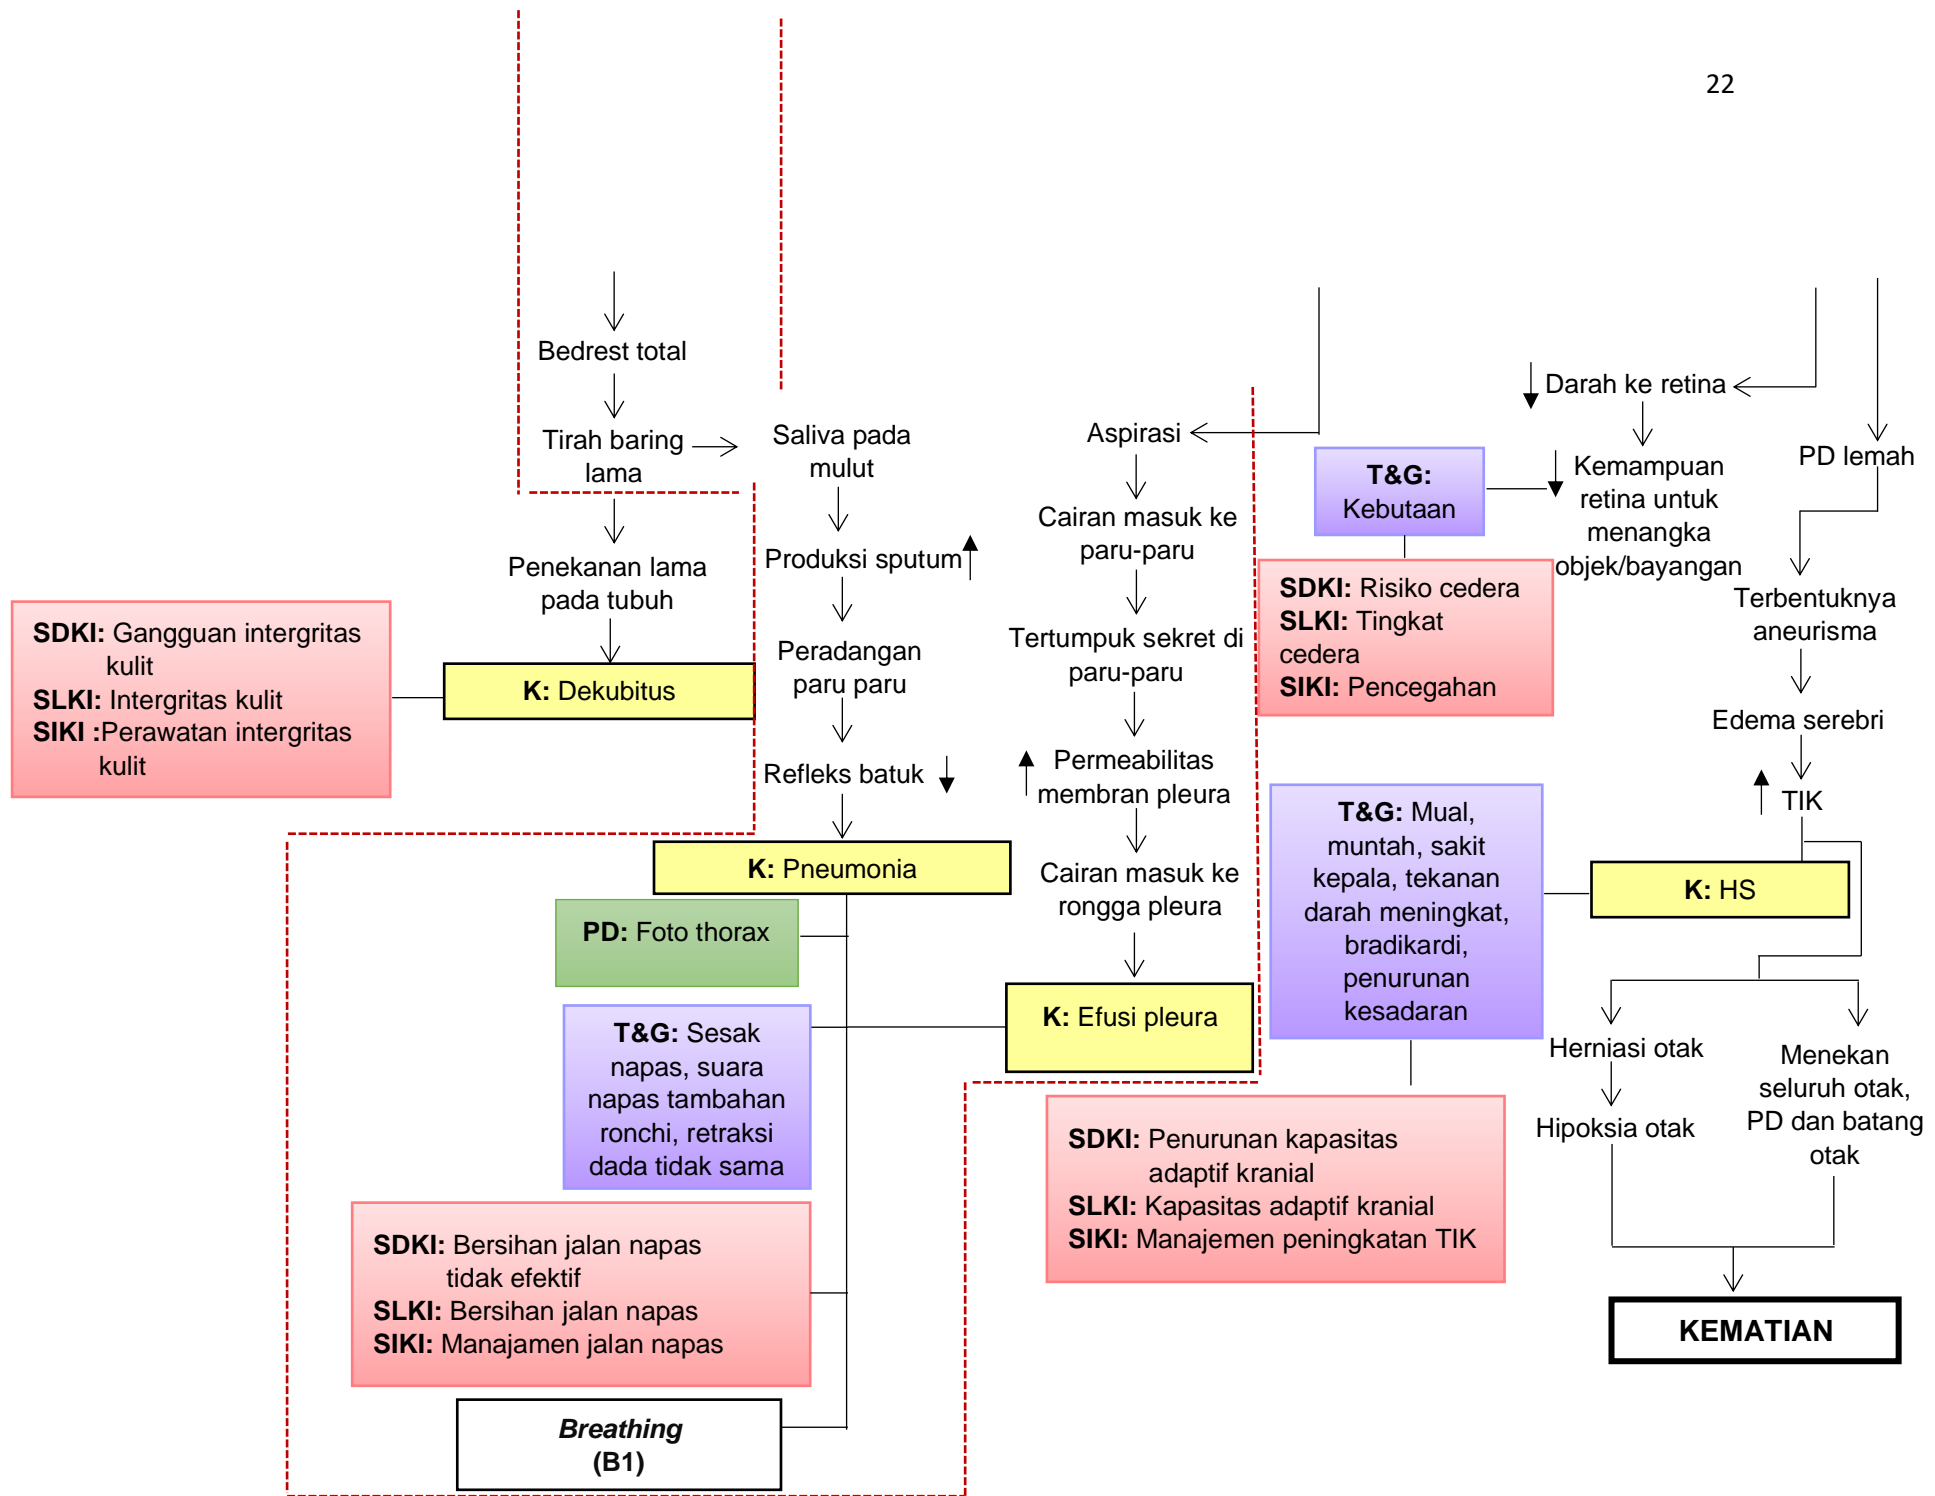 22
Bedrest total
Tirah baring
lama
Penekanan lama
pada tubuh
SDKI: Gangguan intergritas
kulit
SLKI: Intergritas kulit
SIKI :Perawatan intergritas
kulit
K: Dekubitus
Saliva pada
mulut
Produksi sputum
Peradangan
paru paru
Refleks batuk
K: Pneumonia
PD: Foto thorax
T&G: Sesak
napas, suara
napas tambahan
ronchi, retraksi
dada tidak sama
SDKI: Bersihan jalan napas
tidak efektif
SLKI: Bersihan jalan napas
SIKI: Manajamen jalan napas
Breathing
(B1)
Aspirasi
Cairan masuk ke
paru-paru
Tertumpuk sekret di
paru-paru
Permeabilitas
membran pleura
Cairan masuk ke
rongga pleura
K: Efusi pleura
Darah ke retina
Kemampuan
retina untuk
menangka
objek/bayangan
T&G:
Kebutaan
SDKI: Risiko cedera
SLKI: Tingkat
cedera
SIKI: Pencegahan
PD lemah
Terbentuknya
aneurisma
Edema serebri
TIK
K: HS
T&G: Mual,
muntah, sakit
kepala, tekanan
darah meningkat,
bradikardi,
penurunan
kesadaran
SDKI: Penurunan kapasitas
adaptif kranial
SLKI: Kapasitas adaptif kranial
SIKI: Manajemen peningkatan TIK
Herniasi otak
Hipoksia otak
Menekan
seluruh otak,
PD dan batang
otak
KEMATIAN